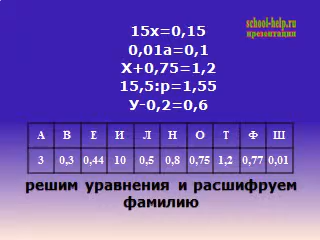 school-help.ru
презентации
15х=0,15
0,01а=0,1
Х+0,75=1,2
15,5:р=1,55
У-0,2=0,6
А В Е И Л Н О Т Ф Ш
3 0,3 0,44 10 0,5 0,8 0,75 1,2 0,77 0,01
решим уравнения и расшифруем
фамилию